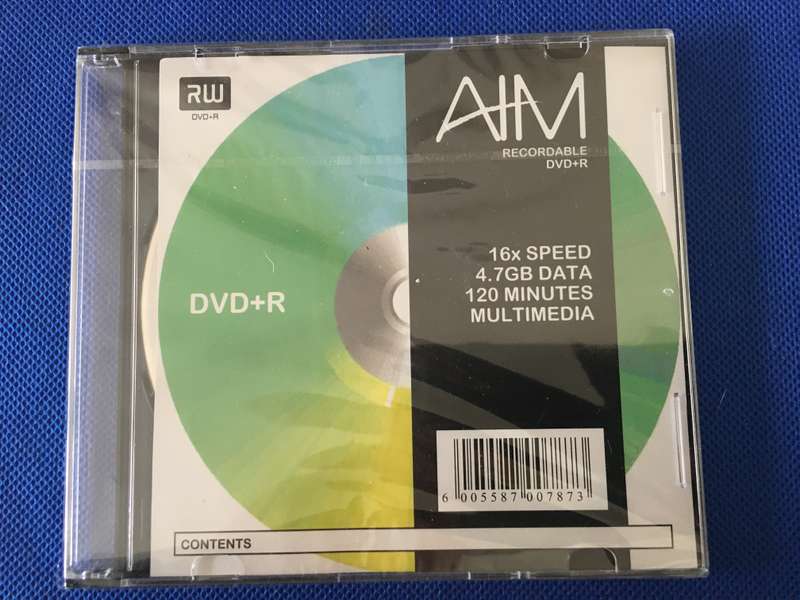 RW
DVD+R
AIM
RECORDABLE
DVD+R
16x SPEED
4.7GB DATA
120 MINUTES
MULTIMEDIA
DVD+R
6 005587 007873
CONTENTS